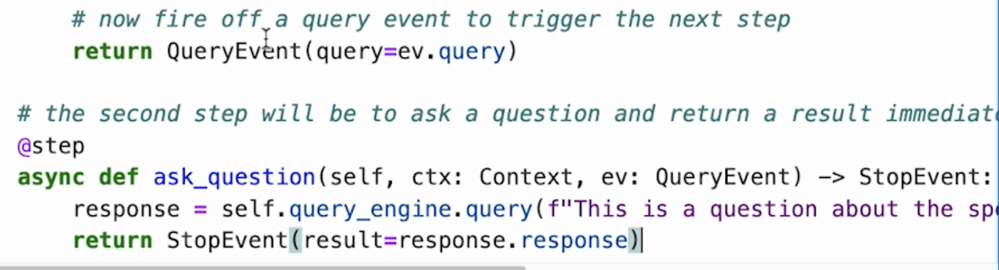 # now fire off a query event to trigger the next step
return QueryEvent(query=ev.query)
# the second step will be to ask a question and return a result
@step
async def ask_question(self, ctx: Context, ev: QueryEvent) -> StopEvent:
response = self.query_engine.query(f"This is a question about the
return StopEvent(result=response.response)